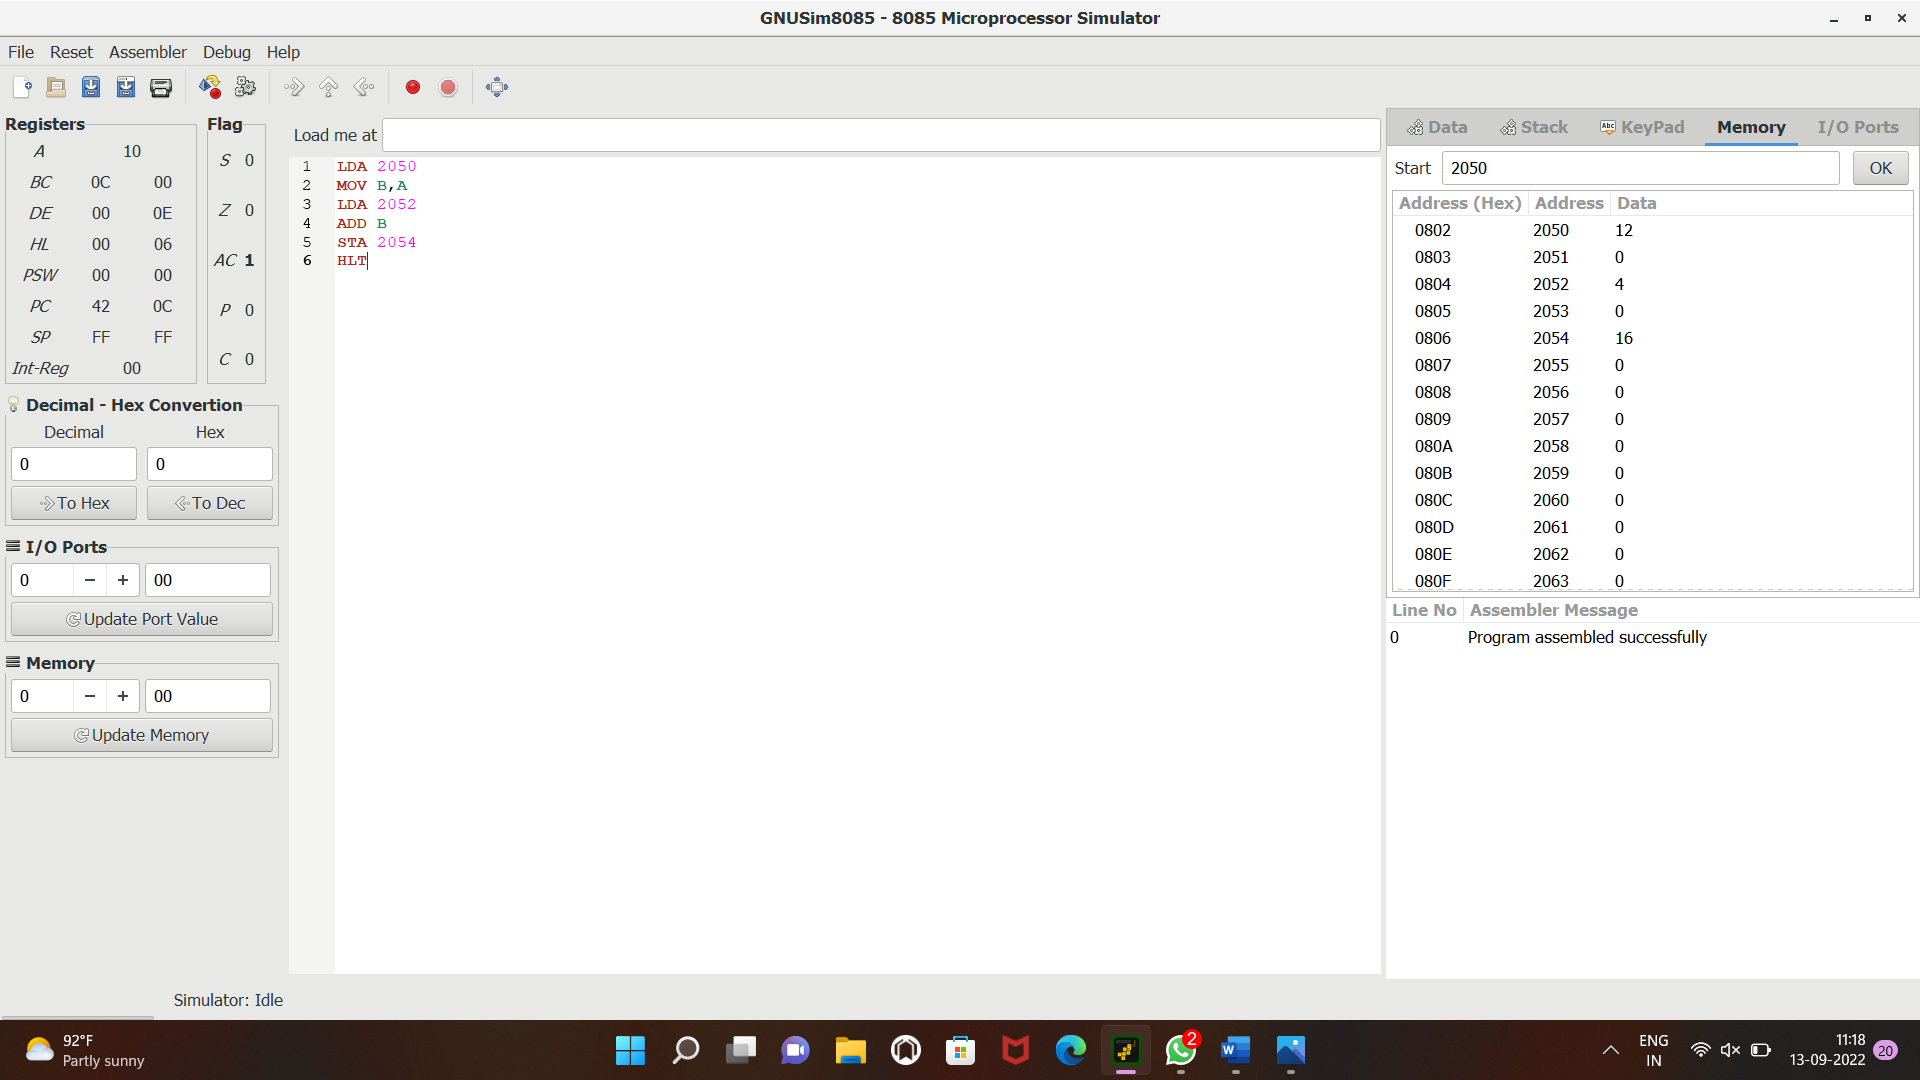 GNUSim8085 - 8085 Microprocessor Simulator
File Reset Assembler Debug Help
Registers
A 10
BC 0C 00
DE 00 0E
HL 00 06
PSW 00 00
PC 42 0C
SP FF FF
Int-Reg 00
Flag
S 0
Z 0
AC 1
P 0
C 0
Decimal - Hex Convertion
Decimal Hex
0 0
To Hex To Dec
I/O Ports
0 − + 00
Update Port Value
Memory
0 − + 00
Update Memory
Load me at
1 LDA 2050
2 MOV B,A
3 LDA 2052
4 ADD B
5 STA 2054
6 HLT
Data Stack Abc KeyPad Memory I/O Ports
Start 2050 OK
Address (Hex) Address Data
0802 2050 12
0803 2051 0
0804 2052 4
0805 2053 0
0806 2054 16
0807 2055 0
0808 2056 0
0809 2057 0
080A 2058 0
080B 2059 0
080C 2060 0
080D 2061 0
080E 2062 0
080F 2063 0
Line No Assembler Message
0 Program assembled successfully
Simulator: Idle
92°F
Partly sunny
2
W
ENG
IN
11:18
13-09-2022
20